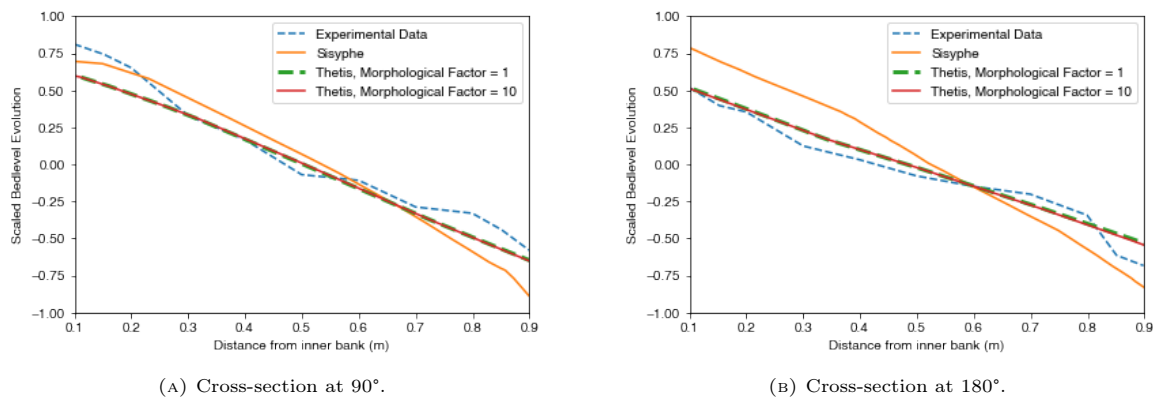 1.00
0.75
0.50
0.25
0.00
−0.25
−0.50
−0.75
−1.00
Scaled Bedlevel Evolution
Experimental Data
Sisyphe
Thetis, Morphological Factor = 1
Thetis, Morphological Factor = 10
0.1 0.2 0.3 0.4 0.5 0.6 0.7 0.8 0.9
Distance from inner bank (m)
(A) Cross-section at 90°.
1.00
0.75
0.50
0.25
0.00
−0.25
−0.50
−0.75
−1.00
Scaled Bedlevel Evolution
Experimental Data
Sisyphe
Thetis, Morphological Factor = 1
Thetis, Morphological Factor = 10
0.1 0.2 0.3 0.4 0.5 0.6 0.7 0.8 0.9
Distance from inner bank (m)
(B) Cross-section at 180°.